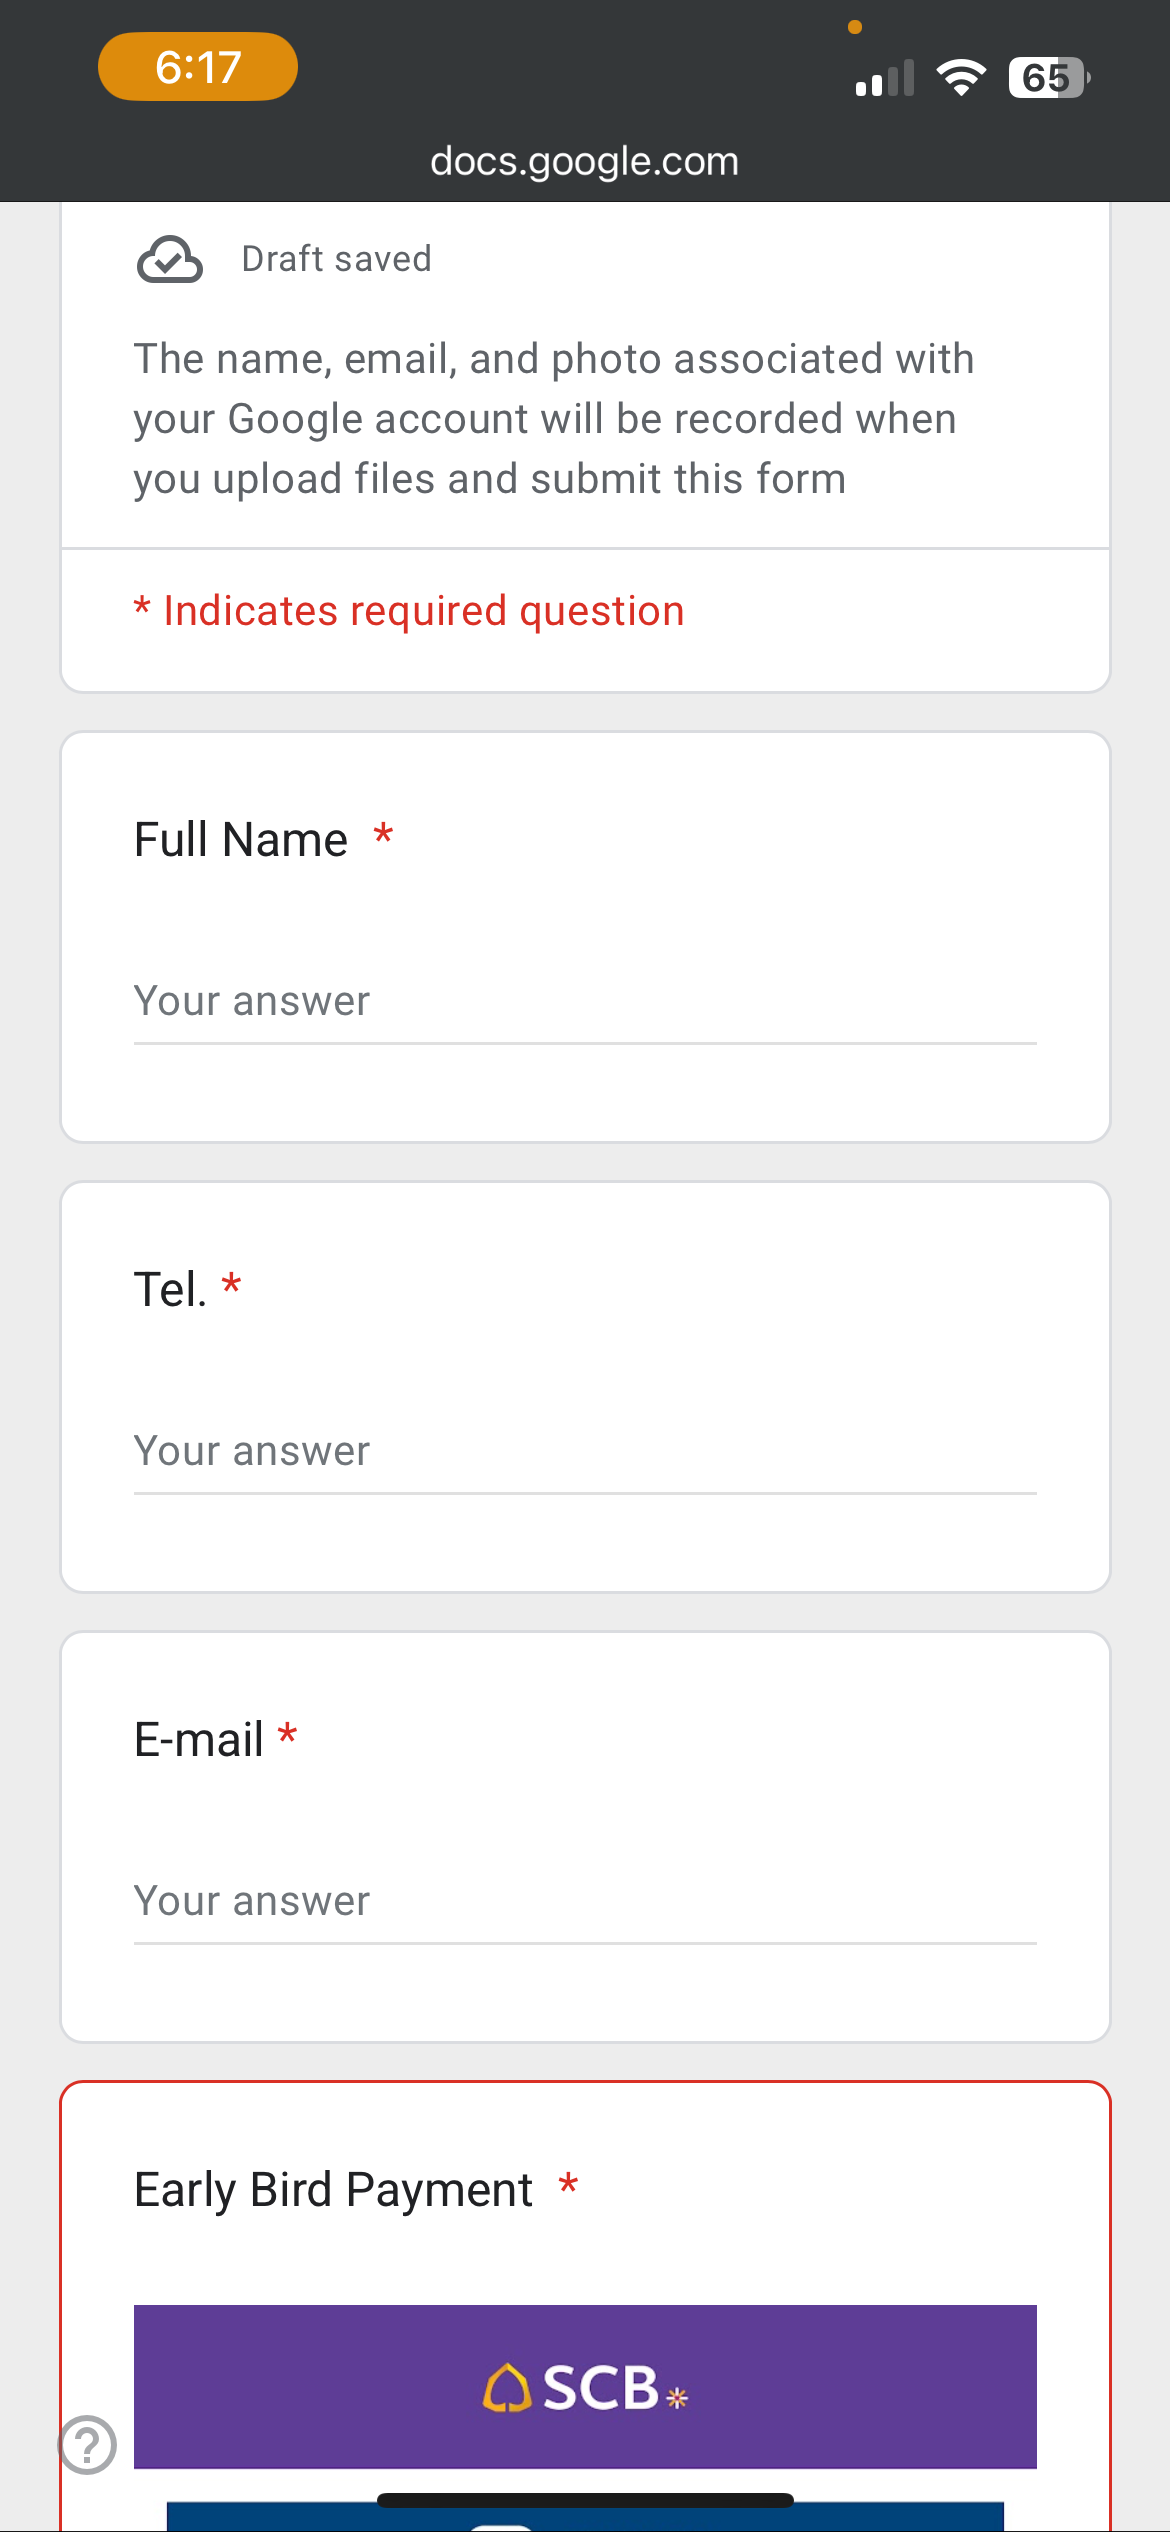 6:17
65
docs.google.com
Draft saved
The name, email, and photo associated with
your Google account will be recorded when
you upload files and submit this form
* Indicates required question
Full Name *
Your answer
Tel. *
Your answer
E-mail *
Your answer
Early Bird Payment *
SCB
?